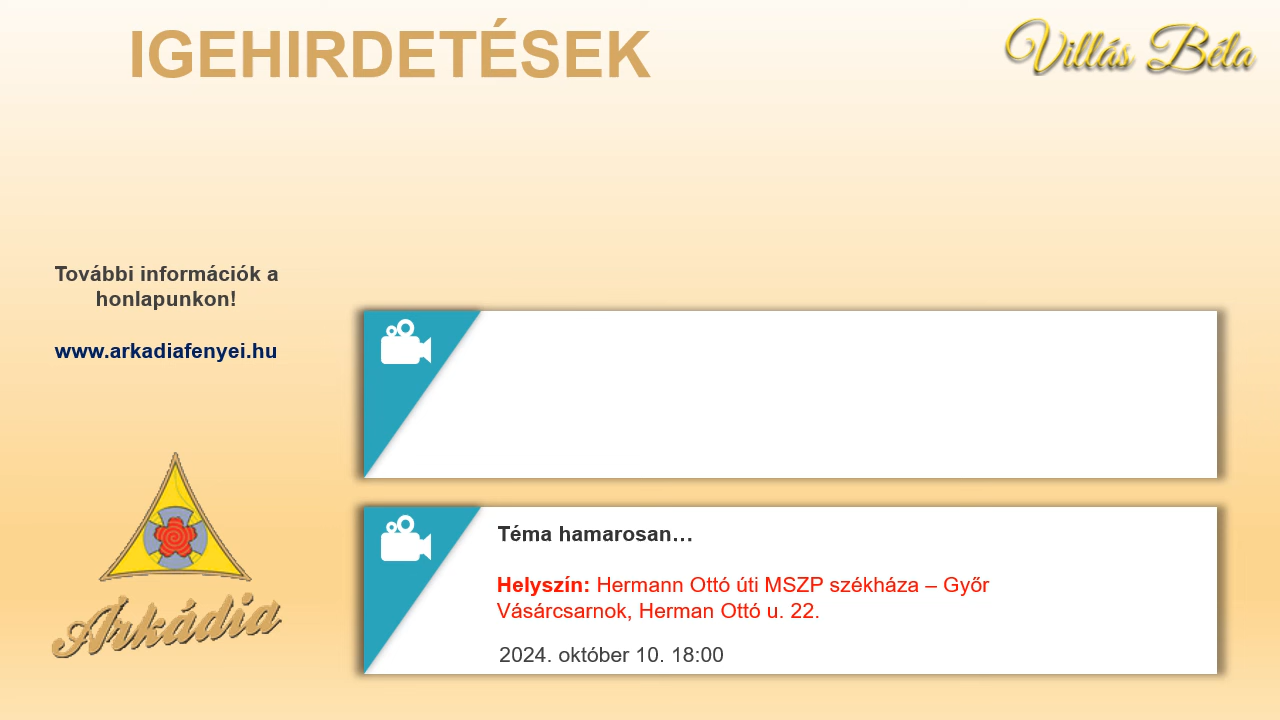 IGEHIRDETÉSEK
Villás Béla
További információk a
honlapunkon!
www.arkadiafenyei.hu
Árkádia
Téma hamarosan…
Helyszín: Hermann Ottó úti MSZP székháza – Győr
Vásárcsarnok, Herman Ottó u. 22.
2024. október 10. 18:00